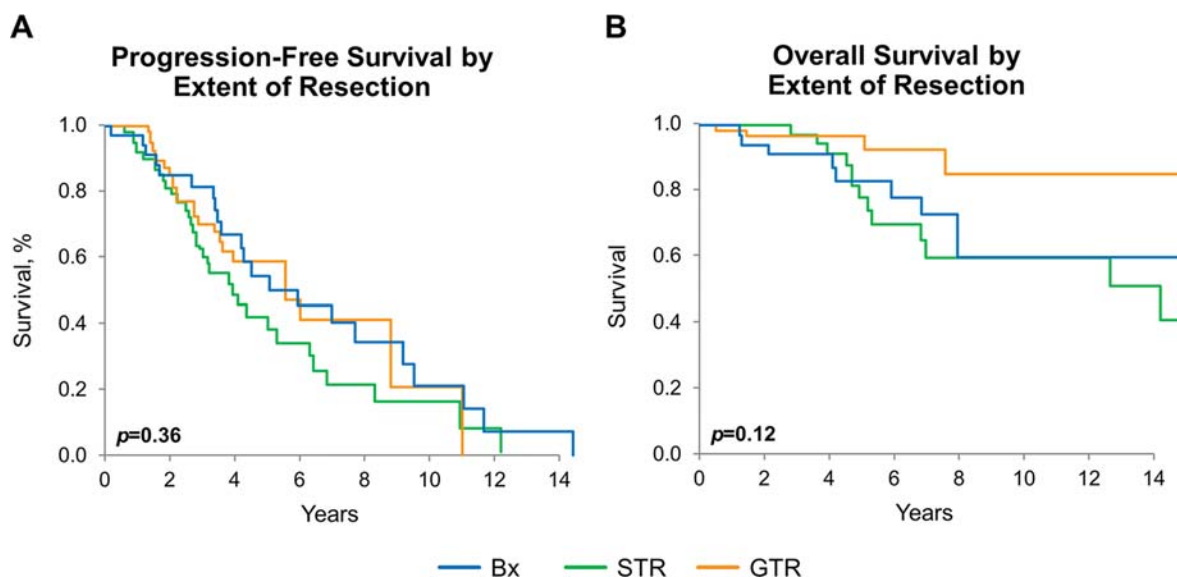 A
Progression-Free Survival by
Extent of Resection
Survival, %
1.0
0.8
0.6
0.4
0.2
0.0
p=0.36
0 2 4 6 8 10 12 14
Years
B
Overall Survival by
Extent of Resection
Survival
1.0
0.8
0.6
0.4
0.2
0.0
p=0.12
0 2 4 6 8 10 12 14
Years
Bx STR GTR